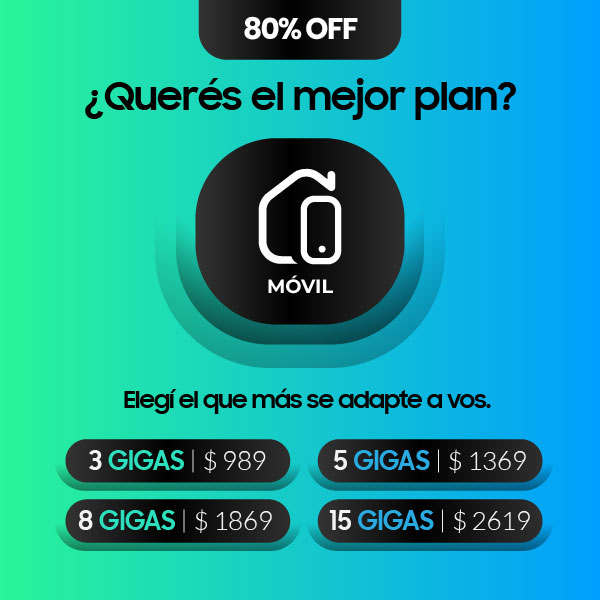 80% OFF
¿Querés el mejor plan?
MÓVIL
Elegí el que más se adapte a vos.
3 GIGAS | $ 989
5 GIGAS | $ 1369
8 GIGAS | $ 1869
15 GIGAS | $ 2619